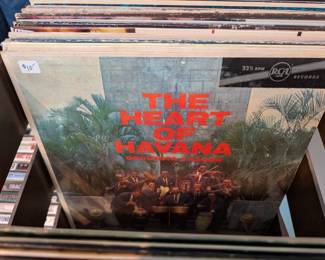 $10
33⅓ RPM
RCA
RECORDS
THE
HEART
OF
HAVANA